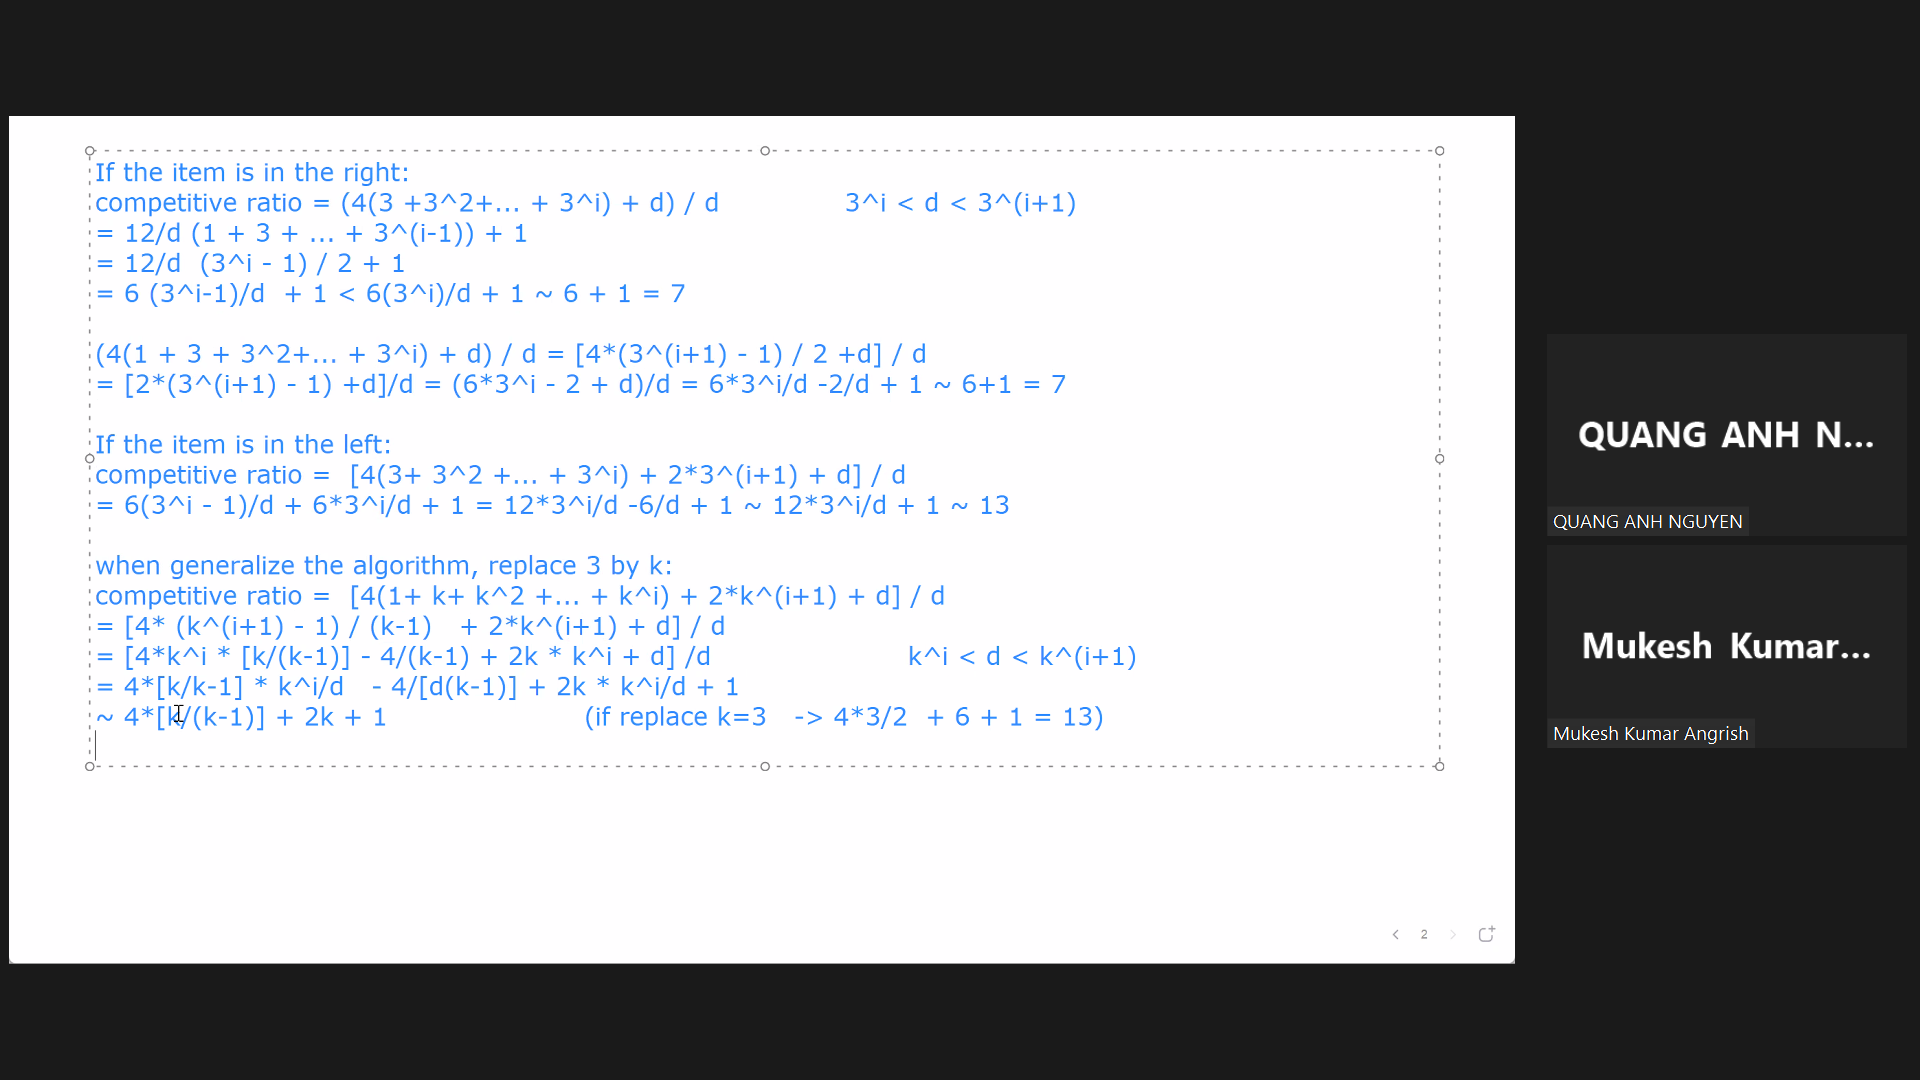 If the item is in the right:
competitive ratio = (4(3 +3^2+... + 3^i) + d) / d 3^i < d < 3^(i+1)
= 12/d (1 + 3 + ... + 3^(i-1)) + 1
= 12/d (3^i - 1) / 2 + 1
= 6 (3^i-1)/d + 1 < 6(3^i)/d + 1 ~ 6 + 1 = 7
(4(1 + 3 + 3^2+... + 3^i) + d) / d = [4*(3^(i+1) - 1) / 2 +d] / d
= [2*(3^(i+1) - 1) +d]/d = (6*3^i - 2 + d)/d = 6*3^i/d -2/d + 1 ~ 6+1 = 7
If the item is in the left:
competitive ratio = [4(3+ 3^2 +... + 3^i) + 2*3^(i+1) + d] / d
= 6(3^i - 1)/d + 6*3^i/d + 1 = 12*3^i/d -6/d + 1 ~ 12*3^i/d + 1 ~ 13
when generalize the algorithm, replace 3 by k:
competitive ratio = [4(1+ k+ k^2 +... + k^i) + 2*k^(i+1) + d] / d
= [4* (k^(i+1) - 1) / (k-1) + 2*k^(i+1) + d] / d
= [4*k^i * [k/(k-1)] - 4/(k-1) + 2k * k^i + d] /d k^i < d < k^(i+1)
= 4*[k/k-1] * k^i/d - 4/[d(k-1)] + 2k * k^i/d + 1
~ 4*[k/(k-1)] + 2k + 1 (if replace k=3 -> 4*3/2 + 6 + 1 = 13)
2
QUANG ANH N...
QUANG ANH NGUYEN
Mukesh Kumar...
Mukesh Kumar Angrish